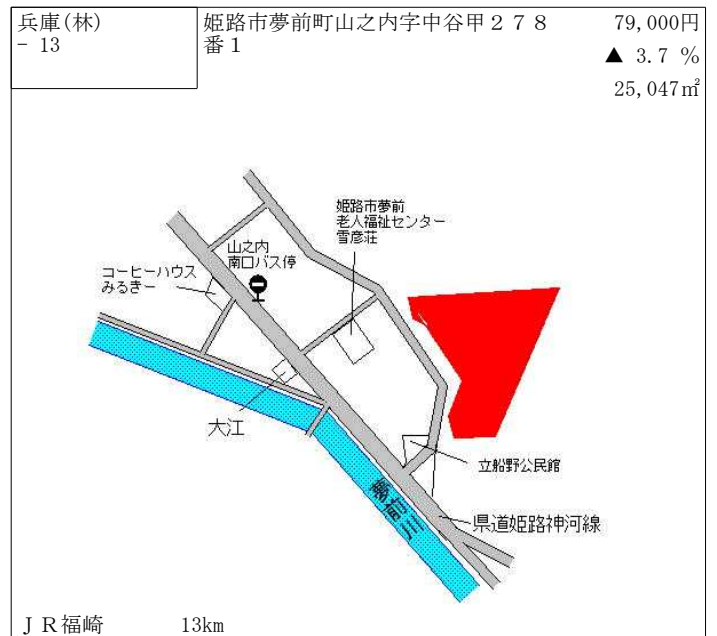 兵庫(林)
- 13
姫路市夢前町山之内字中谷甲２７８
番１
79,000円
▲ 3.7 %
25,047㎡
姫路市夢前
老人福祉センター
雪彦荘
山之内
南口バス停
コーヒーハウス
みるきー
大江
立船野公民館
夢前川
県道姫路神河線
ＪＲ福崎 13km